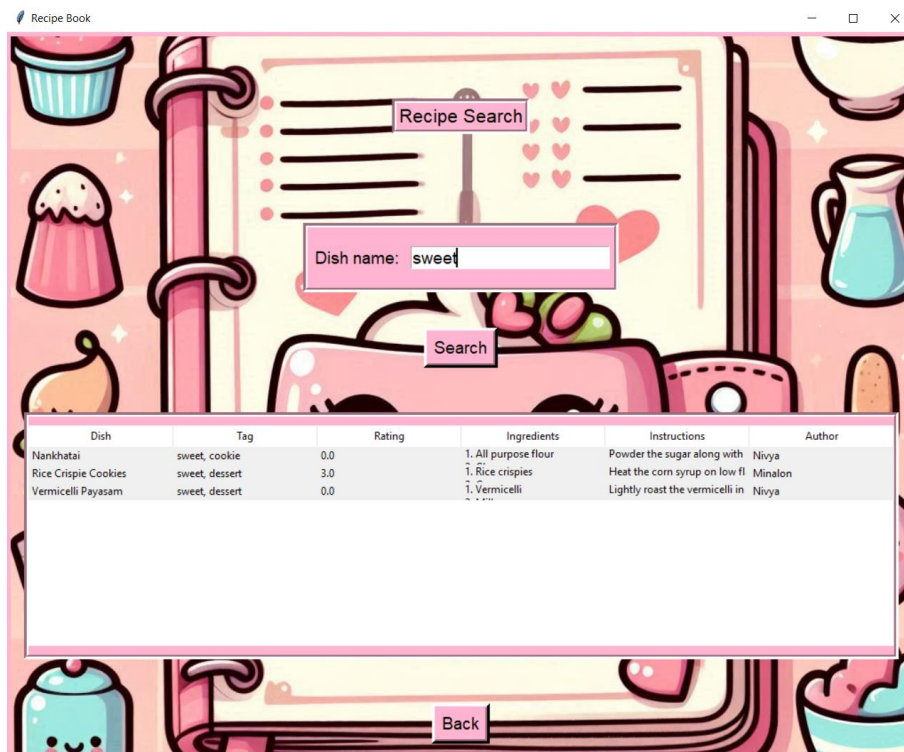 Recipe Book
Recipe Search
Dish name: sweet
Search
Dish Tag Rating Ingredients Instructions Author
Nankhatai sweet, cookie 0.0 1. All purpose flour Powder the sugar along with Nivya
Rice Crispie Cookies sweet, dessert 3.0 1. Rice crispies Heat the corn syrup on low fl Minalon
Vermicelli Payasam sweet, dessert 0.0 1. Vermicelli Lightly roast the vermicelli in Nivya
Back